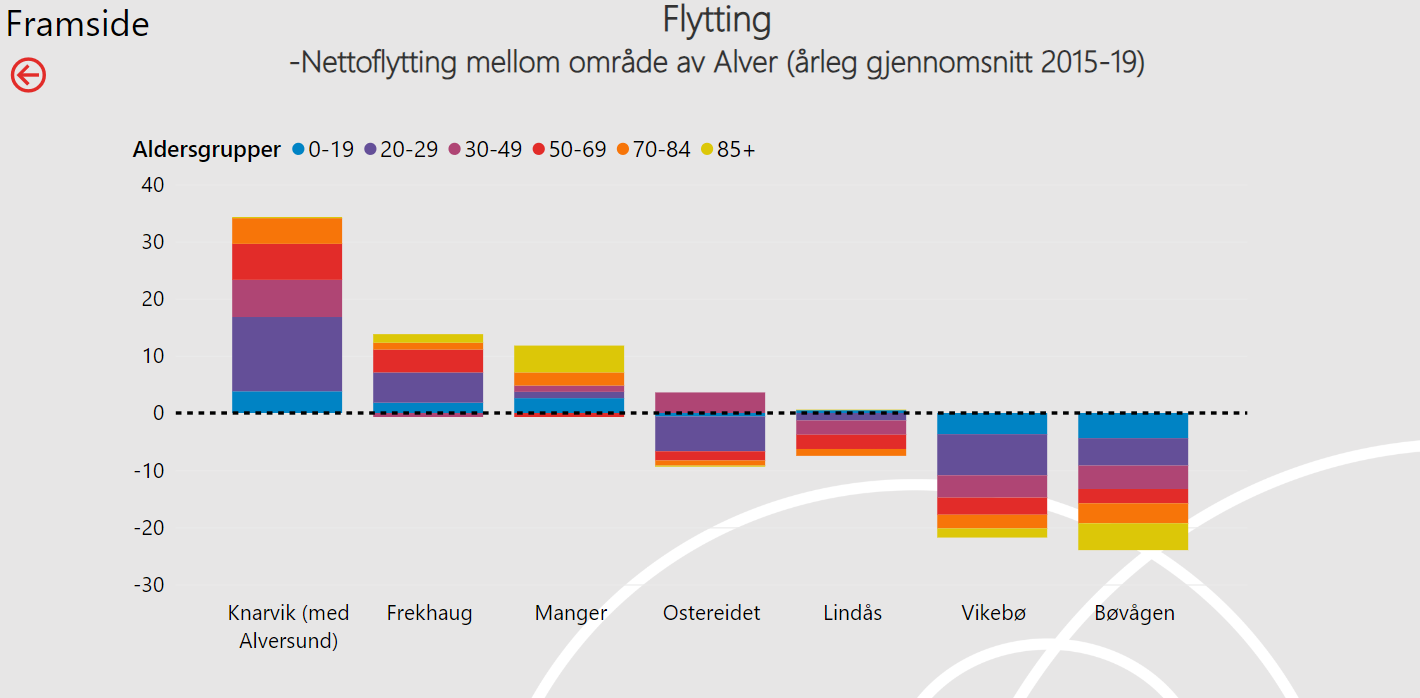 Framside
Flytting
-Nettoflytting mellom område av Alver (årleg gjennomsnitt 2015-19)
Aldersgrupper 0-19 20-29 30-49 50-69 70-84 85+
40
30
20
10
0
-10
-20
-30
Knarvik (med Alversund) Frekhaug Manger Ostereidet Lindås Vikebø Bøvågen